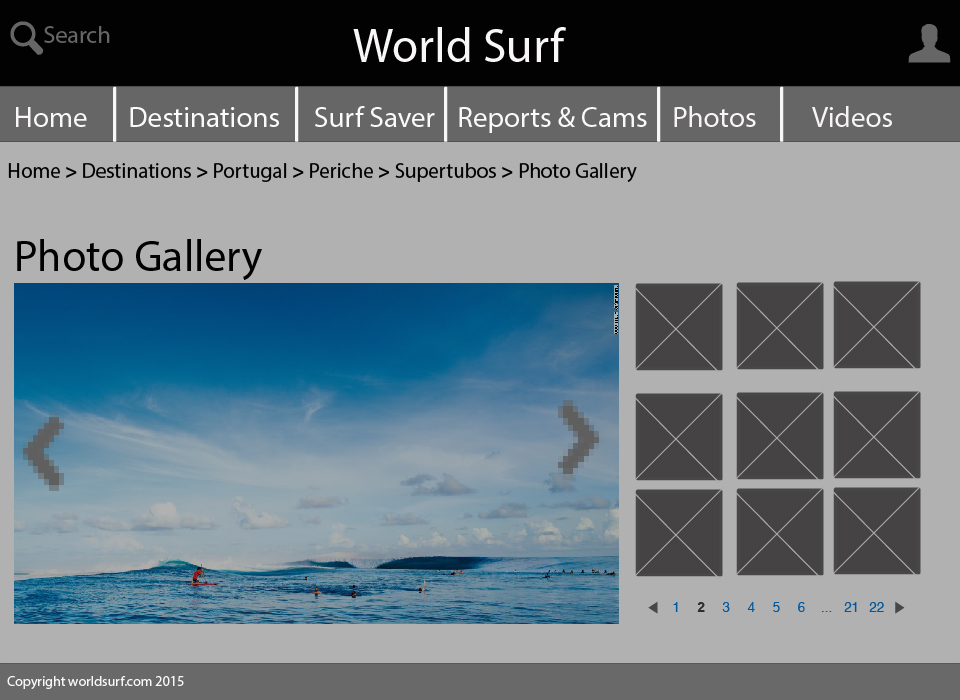 Search
World Surf
Home
Destinations
Surf Saver
Reports & Cams
Photos
Videos
Home > Destinations > Portugal > Periche > Supertubos > Photo Gallery
Photo Gallery
1 2 3 4 5 6 ... 21 22
Copyright worldsurf.com 2015